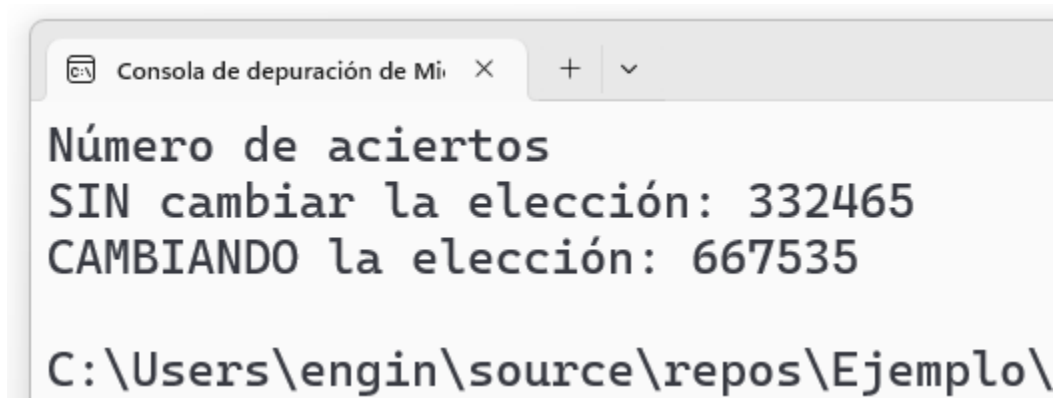 Consola de depuración de Mi
Número de aciertos
SIN cambiar la elección: 332465
CAMBIANDO la elección: 667535
C:\Users\engin\source\repos\Ejemplo\